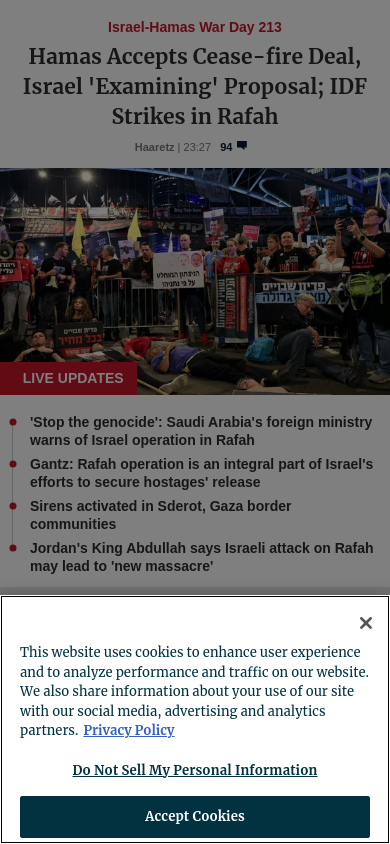 Israel-Hamas War Day 213
Hamas Accepts Cease-fire Deal,
Israel 'Examining' Proposal; IDF
Strikes in Rafah
Haaretz | 23:27 94
LIVE UPDATES
'Stop the genocide': Saudi Arabia's foreign ministry
warns of Israel operation in Rafah
Gantz: Rafah operation is an integral part of Israel's
efforts to secure hostages' release
Sirens activated in Sderot, Gaza border
communities
Jordan's King Abdullah says Israeli attack on Rafah
may lead to 'new massacre'
This website uses cookies to enhance user experience
and to analyze performance and traffic on our website.
We also share information about your use of our site
with our social media, advertising and analytics
partners. Privacy Policy
Do Not Sell My Personal Information
Accept Cookies